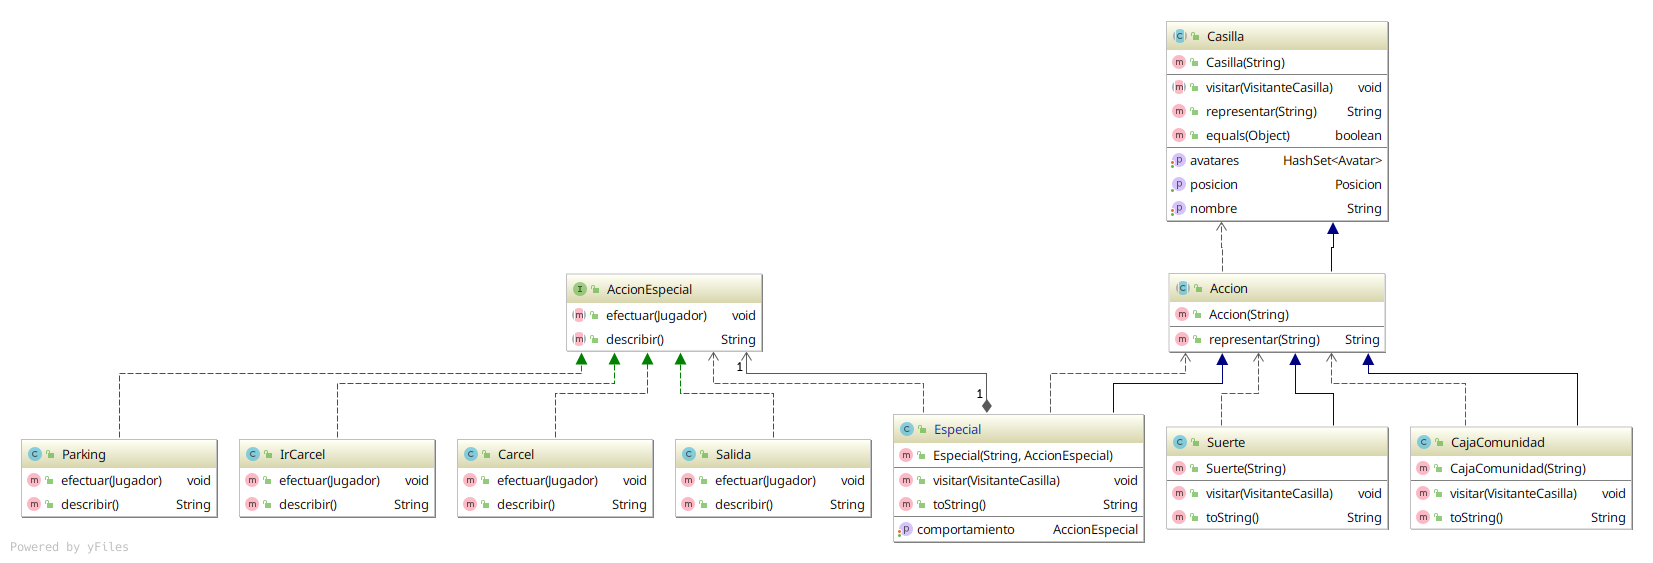 Casilla
Casilla(String)
visitar(VisitanteCasilla) void
representar(String) String
equals(Object) boolean
avatares HashSet<Avatar>
posicion Posicion
nombre String
AccionEspecial
efectuar(Jugador) void
describir() String
Accion
Accion(String)
representar(String) String
1
1
Parking
efectuar(Jugador) void
describir() String
IrCarcel
efectuar(Jugador) void
describir() String
Carcel
efectuar(Jugador) void
describir() String
Salida
efectuar(Jugador) void
describir() String
Especial
Especial(String, AccionEspecial)
visitar(VisitanteCasilla) void
toString() String
comportamiento AccionEspecial
Suerte
Suerte(String)
visitar(VisitanteCasilla) void
toString() String
CajaComunidad
CajaComunidad(String)
visitar(VisitanteCasilla) void
toString() String
Powered by yFiles